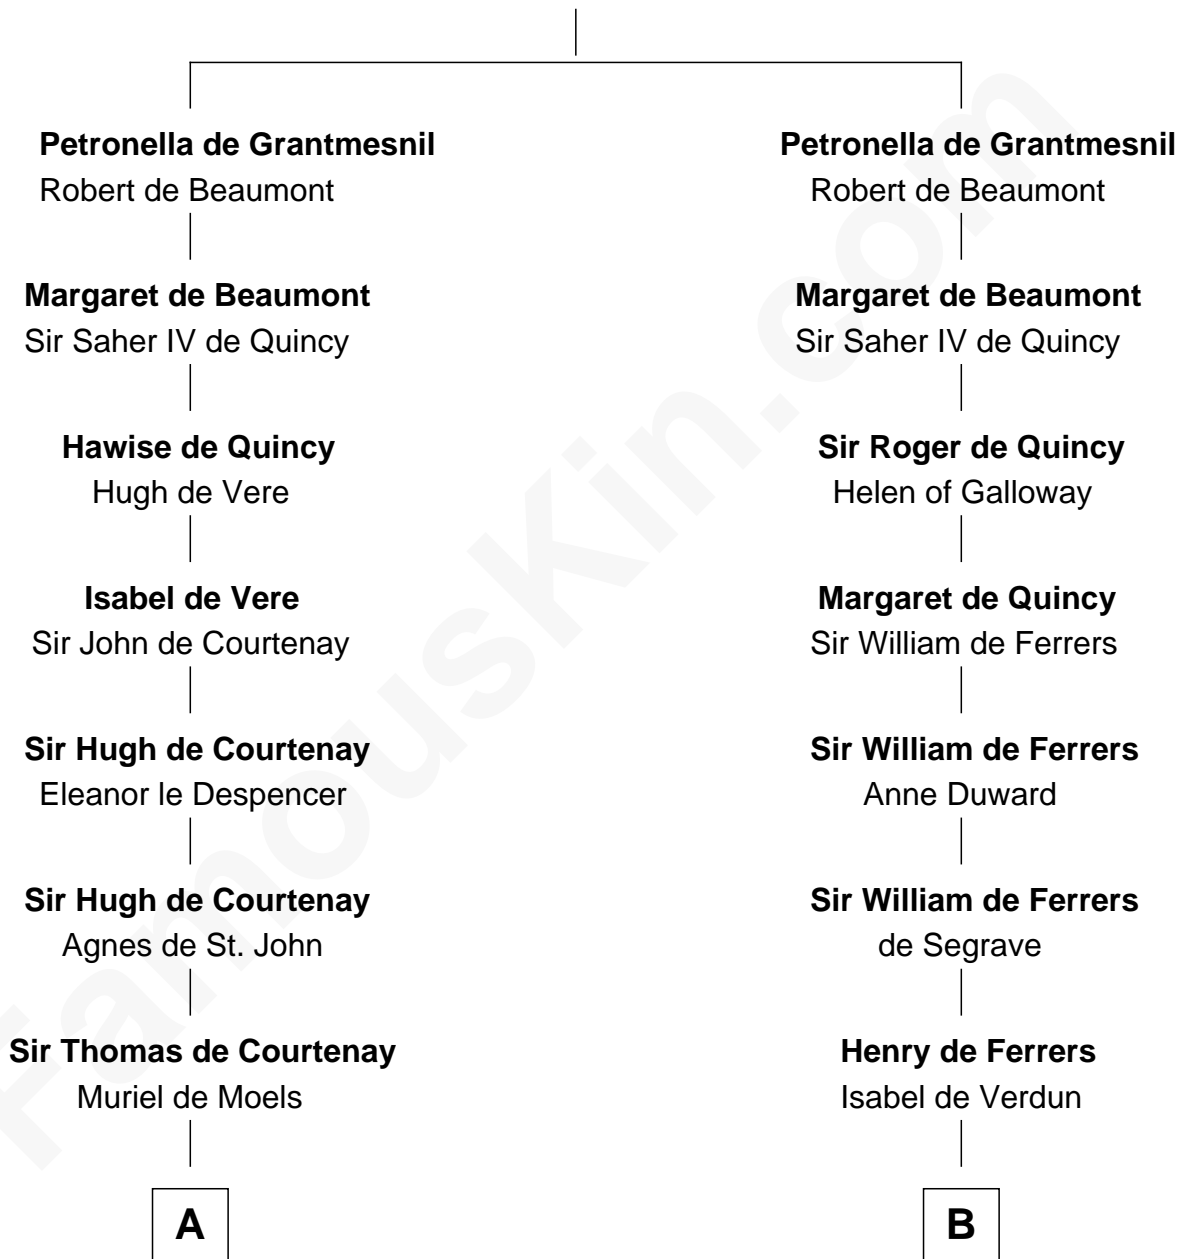 Petronella de Grantmesnil
Robert de Beaumont
Margaret de Beaumont
Sir Saher IV de Quincy
Hawise de Quincy
Hugh de Vere
Isabel de Vere
Sir John de Courtenay
Sir Hugh de Courtenay
Eleanor le Despencer
Sir Hugh de Courtenay
Agnes de St. John
Sir Thomas de Courtenay
Muriel de Moels
A
Petronella de Grantmesnil
Robert de Beaumont
Margaret de Beaumont
Sir Saher IV de Quincy
Sir Roger de Quincy
Helen of Galloway
Margaret de Quincy
Sir William de Ferrers
Sir William de Ferrers
Anne Duward
Sir William de Ferrers
de Segrave
Henry de Ferrers
Isabel de Verdun
B
FamousKin.com